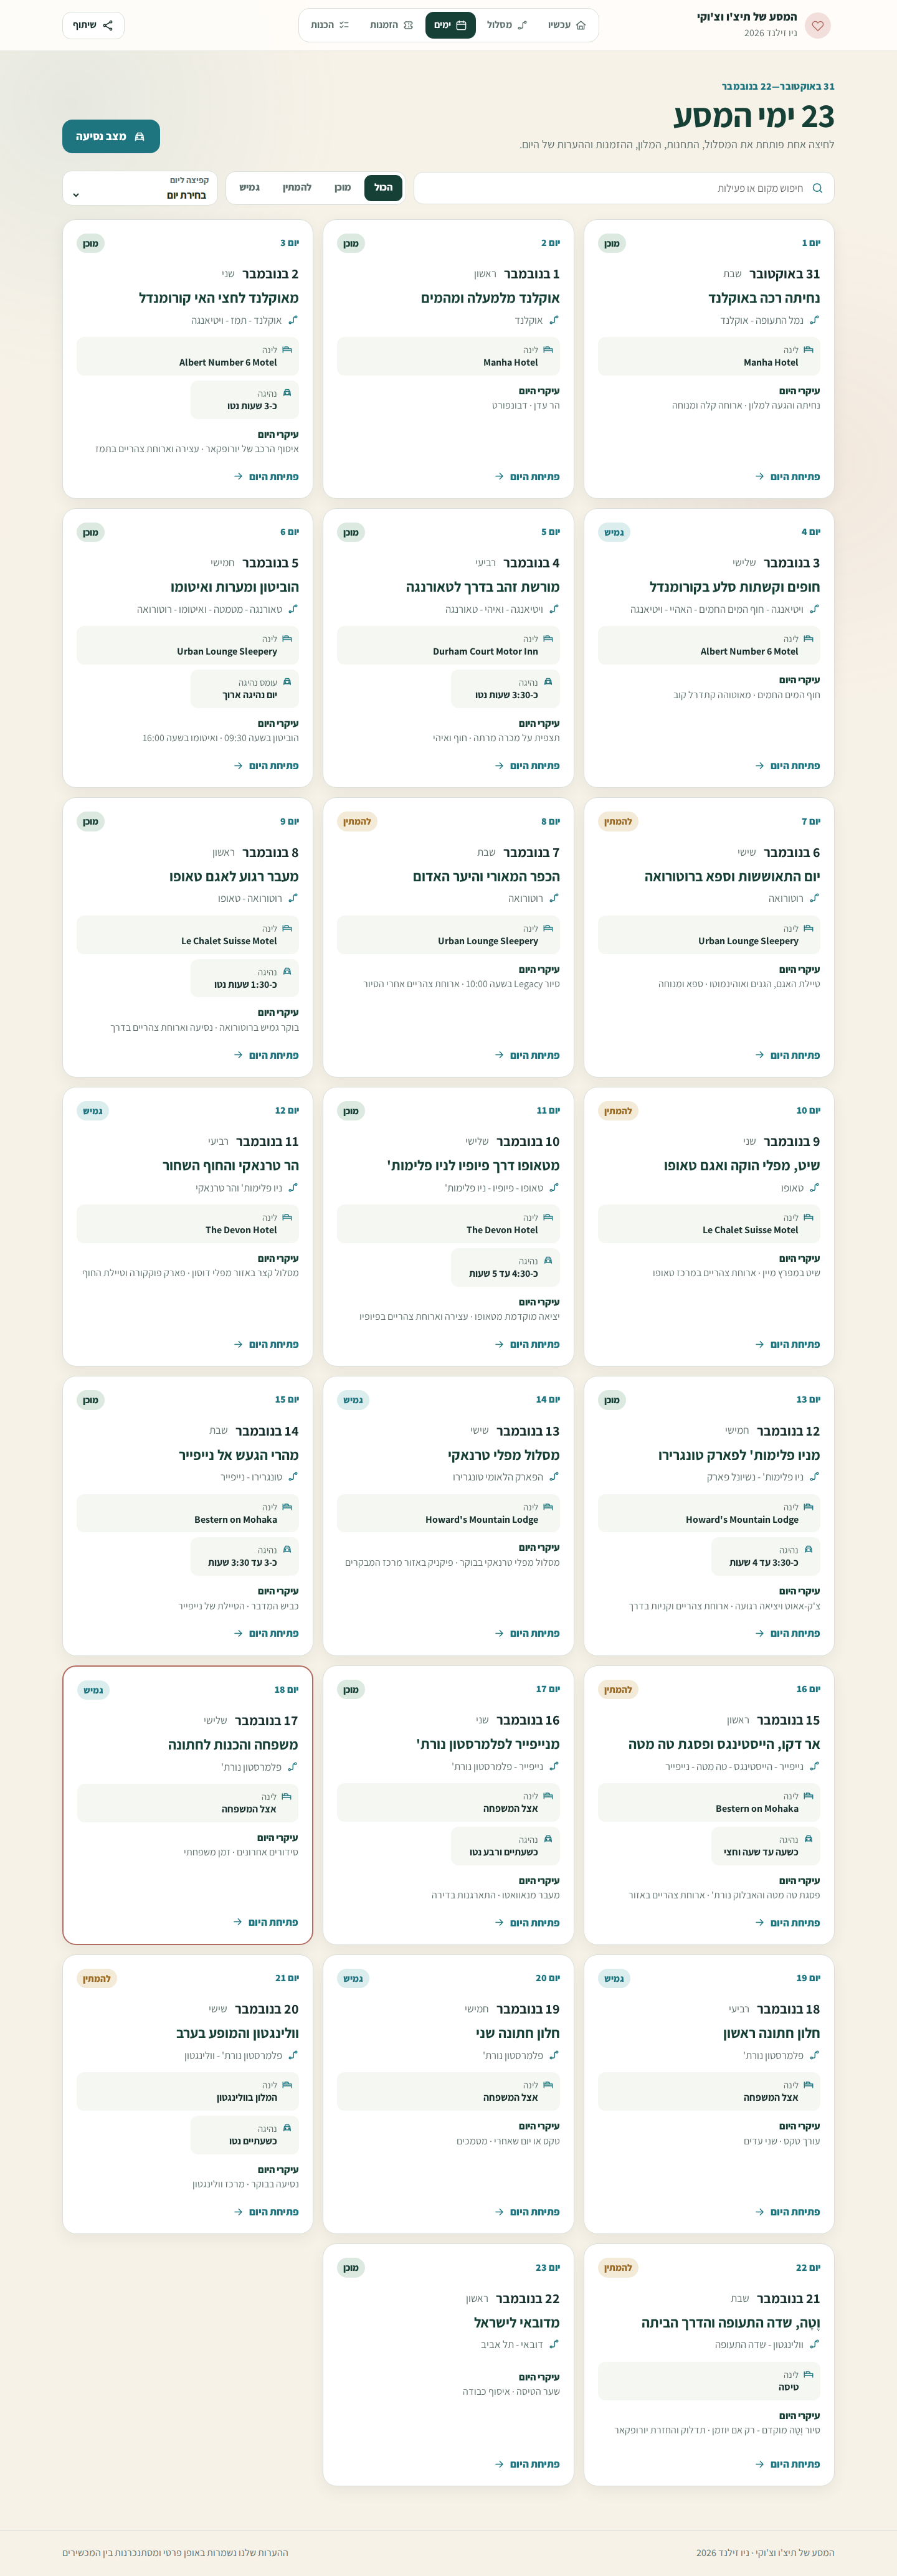 המסע של תיצ'ו וצ'וקי
ניו זילנד 2026
עכשיו
מסלול
ימים
הזמנות
הכנות
שיתוף
31 באוקטובר—22 בנובמבר
23 ימי המסע
לחיצה אחת פותחת את המסלול, התחנות, המלון, ההזמנות וההערות של היום.
מצב נסיעה
חיפוש מקום או פעילות
הכול
מוכן
להמתין
גמיש
קפיצה ליום
בחירת יום
יום 1
מוכן
31 באוקטובר שבת
נחיתה רכה באוקלנד
נמל התעופה - אוקלנד
לינה
Manha Hotel
עיקרי היום
נחיתה והגעה למלון · ארוחה קלה ומנוחה
פתיחת היום
יום 2
מוכן
1 בנובמבר ראשון
אוקלנד מלמעלה ומהמים
אוקלנד
לינה
Manha Hotel
עיקרי היום
הר עדן · דבונפורט
פתיחת היום
יום 3
מוכן
2 בנובמבר שני
מאוקלנד לחצי האי קורומנדל
אוקלנד - תמז - ויטיאנגה
לינה
Albert Number 6 Motel
נהיגה
כ-3 שעות נטו
עיקרי היום
איסוף הרכב של יורופקאר · עצירה וארוחת צהריים בתמז
פתיחת היום
יום 4
גמיש
3 בנובמבר שלישי
חופים וקשתות סלע בקורומנדל
ויטיאנגה - חוף המים החמים - האהיי - ויטיאנגה
לינה
Albert Number 6 Motel
עיקרי היום
חוף המים החמים · מאוטוהה קתדרל קוב
פתיחת היום
יום 5
מוכן
4 בנובמבר רביעי
מורשת זהב בדרך לטאורנגה
ויטיאנגה - ואיהי - טאורנגה
לינה
Durham Court Motor Inn
נהיגה
כ-3:30 שעות נטו
עיקרי היום
תצפית על מכרה מרתה · חוף ואיהי
פתיחת היום
יום 6
מוכן
5 בנובמבר חמישי
הוביטון ומערות ואיטומו
טאורנגה - מטמטה - ואיטומו - רוטורואה
לינה
Urban Lounge Sleepery
עומס נהיגה
יום נהיגה ארוך
עיקרי היום
הוביטון בשעה 09:30 · ואיטומו בשעה 16:00
פתיחת היום
יום 7
להמתין
6 בנובמבר שישי
יום התאוששות וספא ברוטורואה
רוטורואה
לינה
Urban Lounge Sleepery
עיקרי היום
טיילת האגם, הגנים ואוהינמוטו · ספא ומנוחה
פתיחת היום
יום 8
להמתין
7 בנובמבר שבת
הכפר המאורי והיער האדום
רוטורואה
לינה
Urban Lounge Sleepery
עיקרי היום
סיור Legacy בשעה 10:00 · ארוחת צהריים אחרי הסיור
פתיחת היום
יום 9
מוכן
8 בנובמבר ראשון
מעבר רגוע לאגם טאופו
רוטורואה - טאופו
לינה
Le Chalet Suisse Motel
נהיגה
כ-1:30 שעות נטו
עיקרי היום
בוקר גמיש ברוטורואה · נסיעה וארוחת צהריים בדרך
פתיחת היום
יום 10
להמתין
9 בנובמבר שני
שיט, מפלי הוקה ואגם טאופו
טאופו
לינה
Le Chalet Suisse Motel
עיקרי היום
שיט במפרץ מיין · ארוחת צהריים במרכז טאופו
פתיחת היום
יום 11
מוכן
10 בנובמבר שלישי
מטאופו דרך פיופיו לניו פלימות'
טאופו - פיופיו - ניו פלימות'
לינה
The Devon Hotel
נהיגה
כ-4:30 עד 5 שעות
עיקרי היום
יציאה מוקדמת מטאופו · עצירה וארוחת צהריים בפיופיו
פתיחת היום
יום 12
גמיש
11 בנובמבר רביעי
הר טרנאקי והחוף השחור
ניו פלימות' והר טרנאקי
לינה
The Devon Hotel
עיקרי היום
מסלול קצר באזור מפלי דוסון · פארק פוקקורה וטיילת החוף
פתיחת היום
יום 13
מוכן
12 בנובמבר חמישי
מניו פלימות' לפארק טונגרירו
ניו פלימות' - נשיונל פארק
לינה
Howard's Mountain Lodge
נהיגה
כ-3:30 עד 4 שעות
עיקרי היום
צ'ק-אאוט ויציאה רגועה · ארוחת צהריים וקניות בדרך
פתיחת היום
יום 14
גמיש
13 בנובמבר שישי
מסלול מפלי טרנאקי
הפארק הלאומי טונגרירו
לינה
Howard's Mountain Lodge
עיקרי היום
מסלול מפלי טרנאקי בבוקר · פיקניק באזור מרכז המבקרים
פתיחת היום
יום 15
מוכן
14 בנובמבר שבת
מהרי הגעש אל נייפייר
טונגרירו - נייפייר
לינה
Bestern on Mohaka
נהיגה
כ-3 עד 3:30 שעות
עיקרי היום
כביש המדבר · הטיילת של נייפייר
פתיחת היום
יום 16
להמתין
15 בנובמבר ראשון
אר דקו, הייסטינגס ופסגת טה מטה
נייפייר - הייסטינגס - טה מטה - נייפייר
לינה
Bestern on Mohaka
נהיגה
כשעה עד שעה וחצי
עיקרי היום
פסגת טה מטה והאבלוק נורת' · ארוחת צהריים באזור
פתיחת היום
יום 17
מוכן
16 בנובמבר שני
מנייפייר לפלמרסטון נורת'
נייפייר - פלמרסטון נורת'
לינה
אצל המשפחה
נהיגה
כשעתיים ורבע נטו
עיקרי היום
מעבר מנאוואטו · התארגנות בדירה
פתיחת היום
יום 18
גמיש
17 בנובמבר שלישי
משפחה והכנות לחתונה
פלמרסטון נורת'
לינה
אצל המשפחה
עיקרי היום
סידורים אחרונים · זמן משפחתי
פתיחת היום
יום 19
גמיש
18 בנובמבר רביעי
חלון חתונה ראשון
פלמרסטון נורת'
לינה
אצל המשפחה
עיקרי היום
עורך טקס · שני עדים
פתיחת היום
יום 20
גמיש
19 בנובמבר חמישי
חלון חתונה שני
פלמרסטון נורת'
לינה
אצל המשפחה
עיקרי היום
טקס או יום שאחרי · מסמכים
פתיחת היום
יום 21
להמתין
20 בנובמבר שישי
וולינגטון והמופע בערב
פלמרסטון נורת' - וולינגטון
לינה
המלון בוולינגטון
נהיגה
כשעתיים נטו
עיקרי היום
נסיעה בבוקר · מרכז וולינגטון
פתיחת היום
יום 22
להמתין
21 בנובמבר שבת
וֶטָה, שדה התעופה והדרך הביתה
וולינגטון - שדה התעופה
לינה
טיסה
עיקרי היום
סיור וֶטָה מוקדם - רק אם יוזמן · תדלוק והחזרת יורופקאר
פתיחת היום
יום 23
מוכן
22 בנובמבר ראשון
מדובאי לישראל
דובאי - תל אביב
עיקרי היום
שער הטיסה · איסוף כבודה
פתיחת היום
המסע של תיצ'ו וצ'וקי · ניו זילנד 2026
ההערות שלנו נשמרות באופן פרטי ומסתנכרנות בין המכשירים